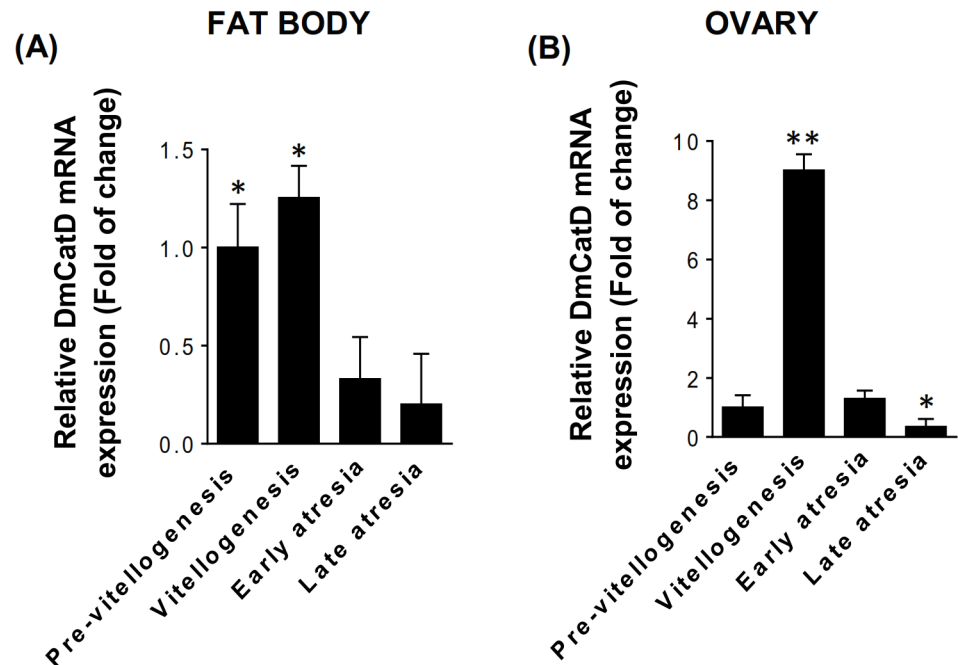 FAT BODY
(A)
Relative DmCatD mRNA
expression (Fold of change)
1.5
1.0
0.5
0.0
*
*
Pre-vitellogenesis
Vitellogenesis
Early atresia
Late atresia
OVARY
(B)
Relative DmCatD mRNA
expression (Fold of change)
10
8
6
4
2
0
**
*
Pre-vitellogenesis
Vitellogenesis
Early atresia
Late atresia